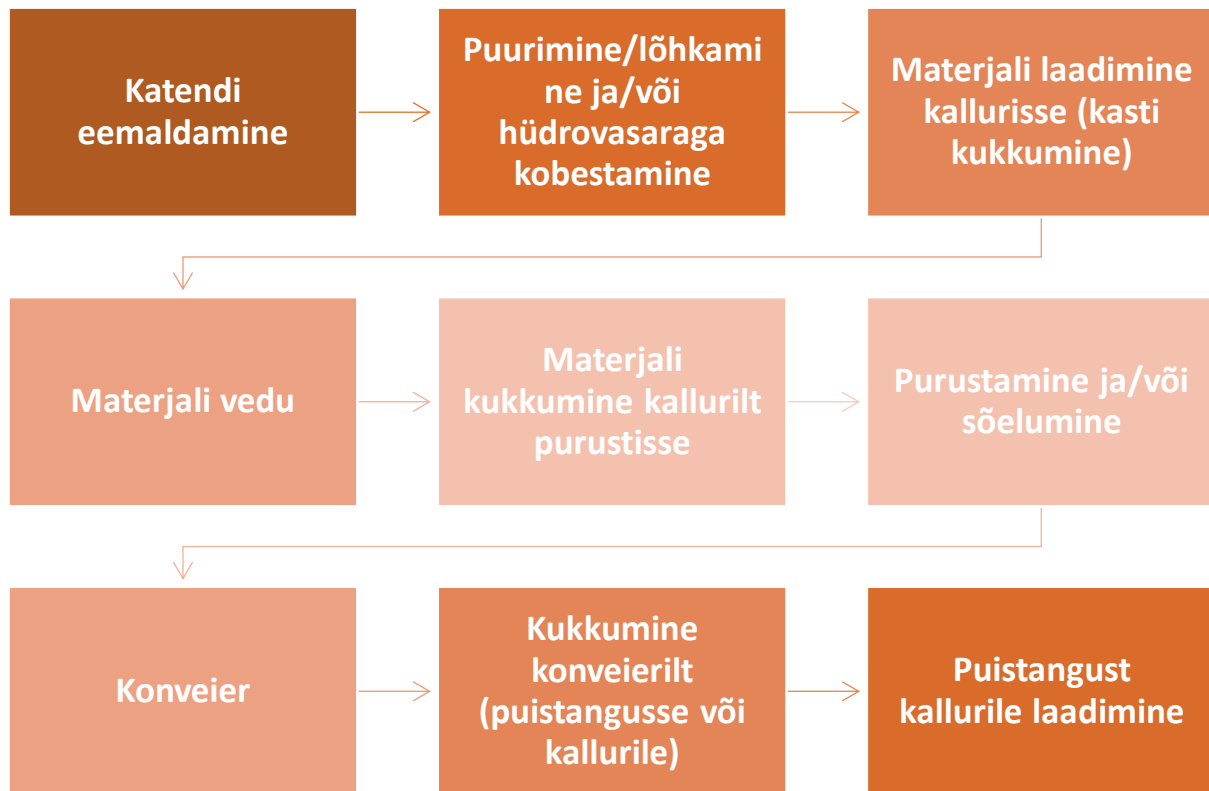 Katendi
eemaldamine
Puurimine/lõhkami
ne ja/või
hüdrovasaraga
kobestamine
Materjali laadimine
kallurisse (kasti
kukkumine)
Materjali vedu
Materjali
kukkumine kallurilt
purustisse
Purustamine ja/või
sõelumine
Konveier
Kukkumine
konveierilt
(puistangusse või
kallurile)
Puistangust
kallurile laadimine